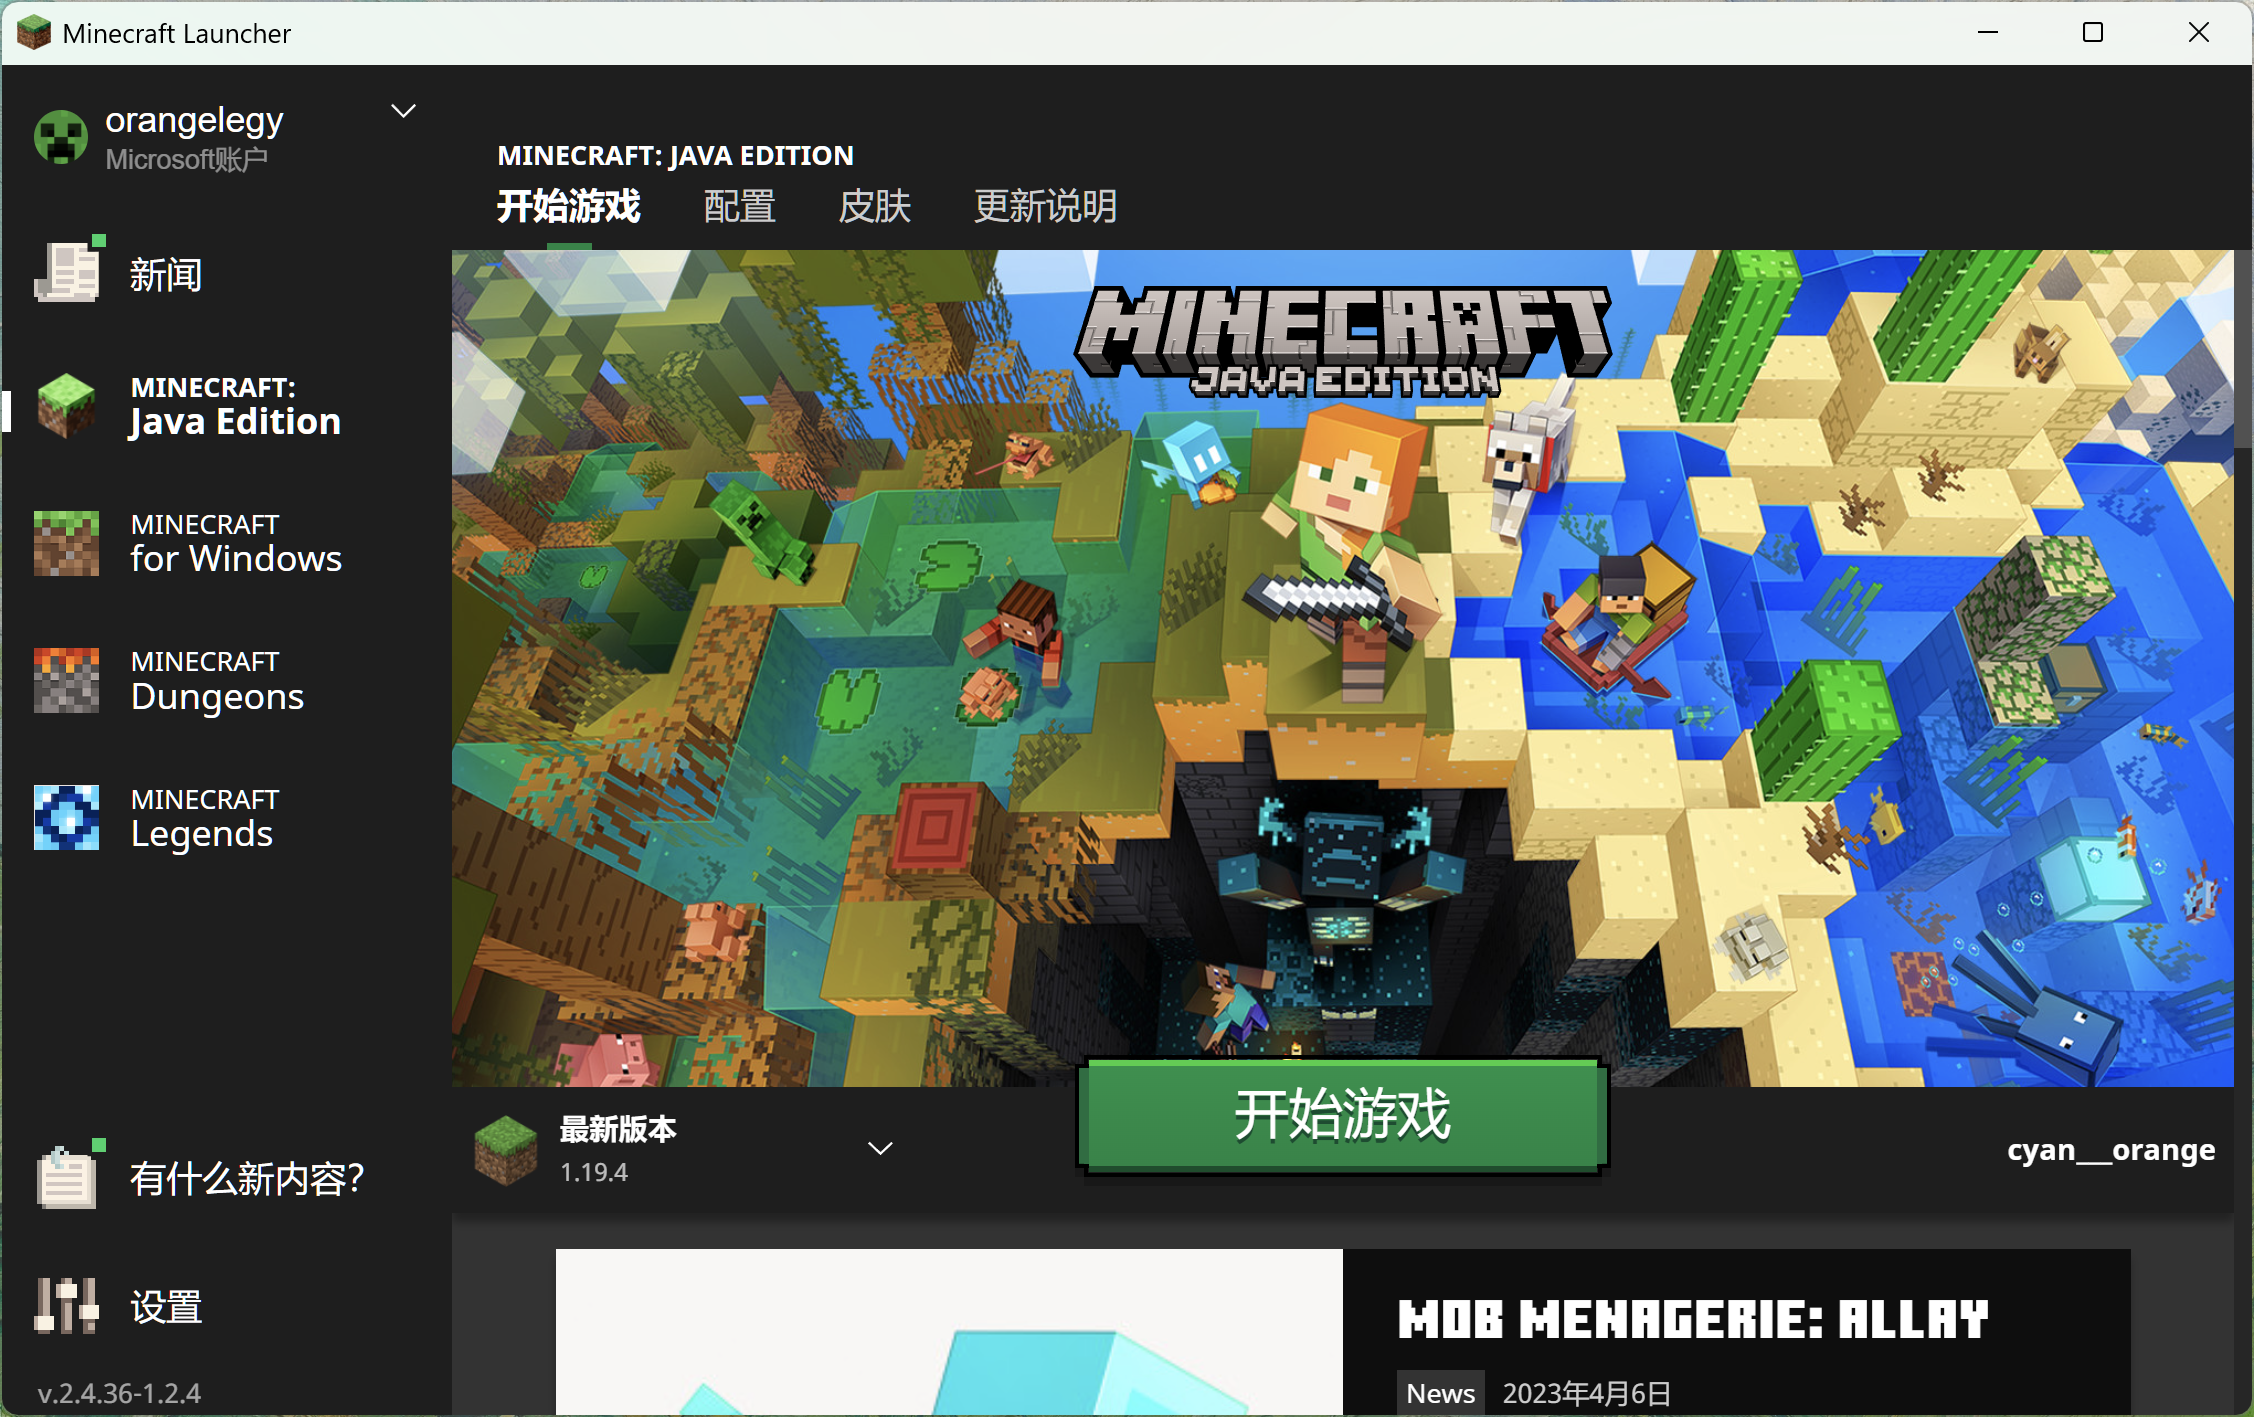 Minecraft Launcher
orangelegy
Microsoft账户
新闻
MINECRAFT:
Java Edition
MINECRAFT
for Windows
MINECRAFT
Dungeons
MINECRAFT
Legends
有什么新内容?
设置
v.2.4.36-1.2.4
MINECRAFT: JAVA EDITION
开始游戏 配置 皮肤 更新说明
MINECRAFT
JAVA EDITION
最新版本
1.19.4
开始游戏
cyan__orange
MOB MENAGERIE: ALLAY
News 2023年4月6日